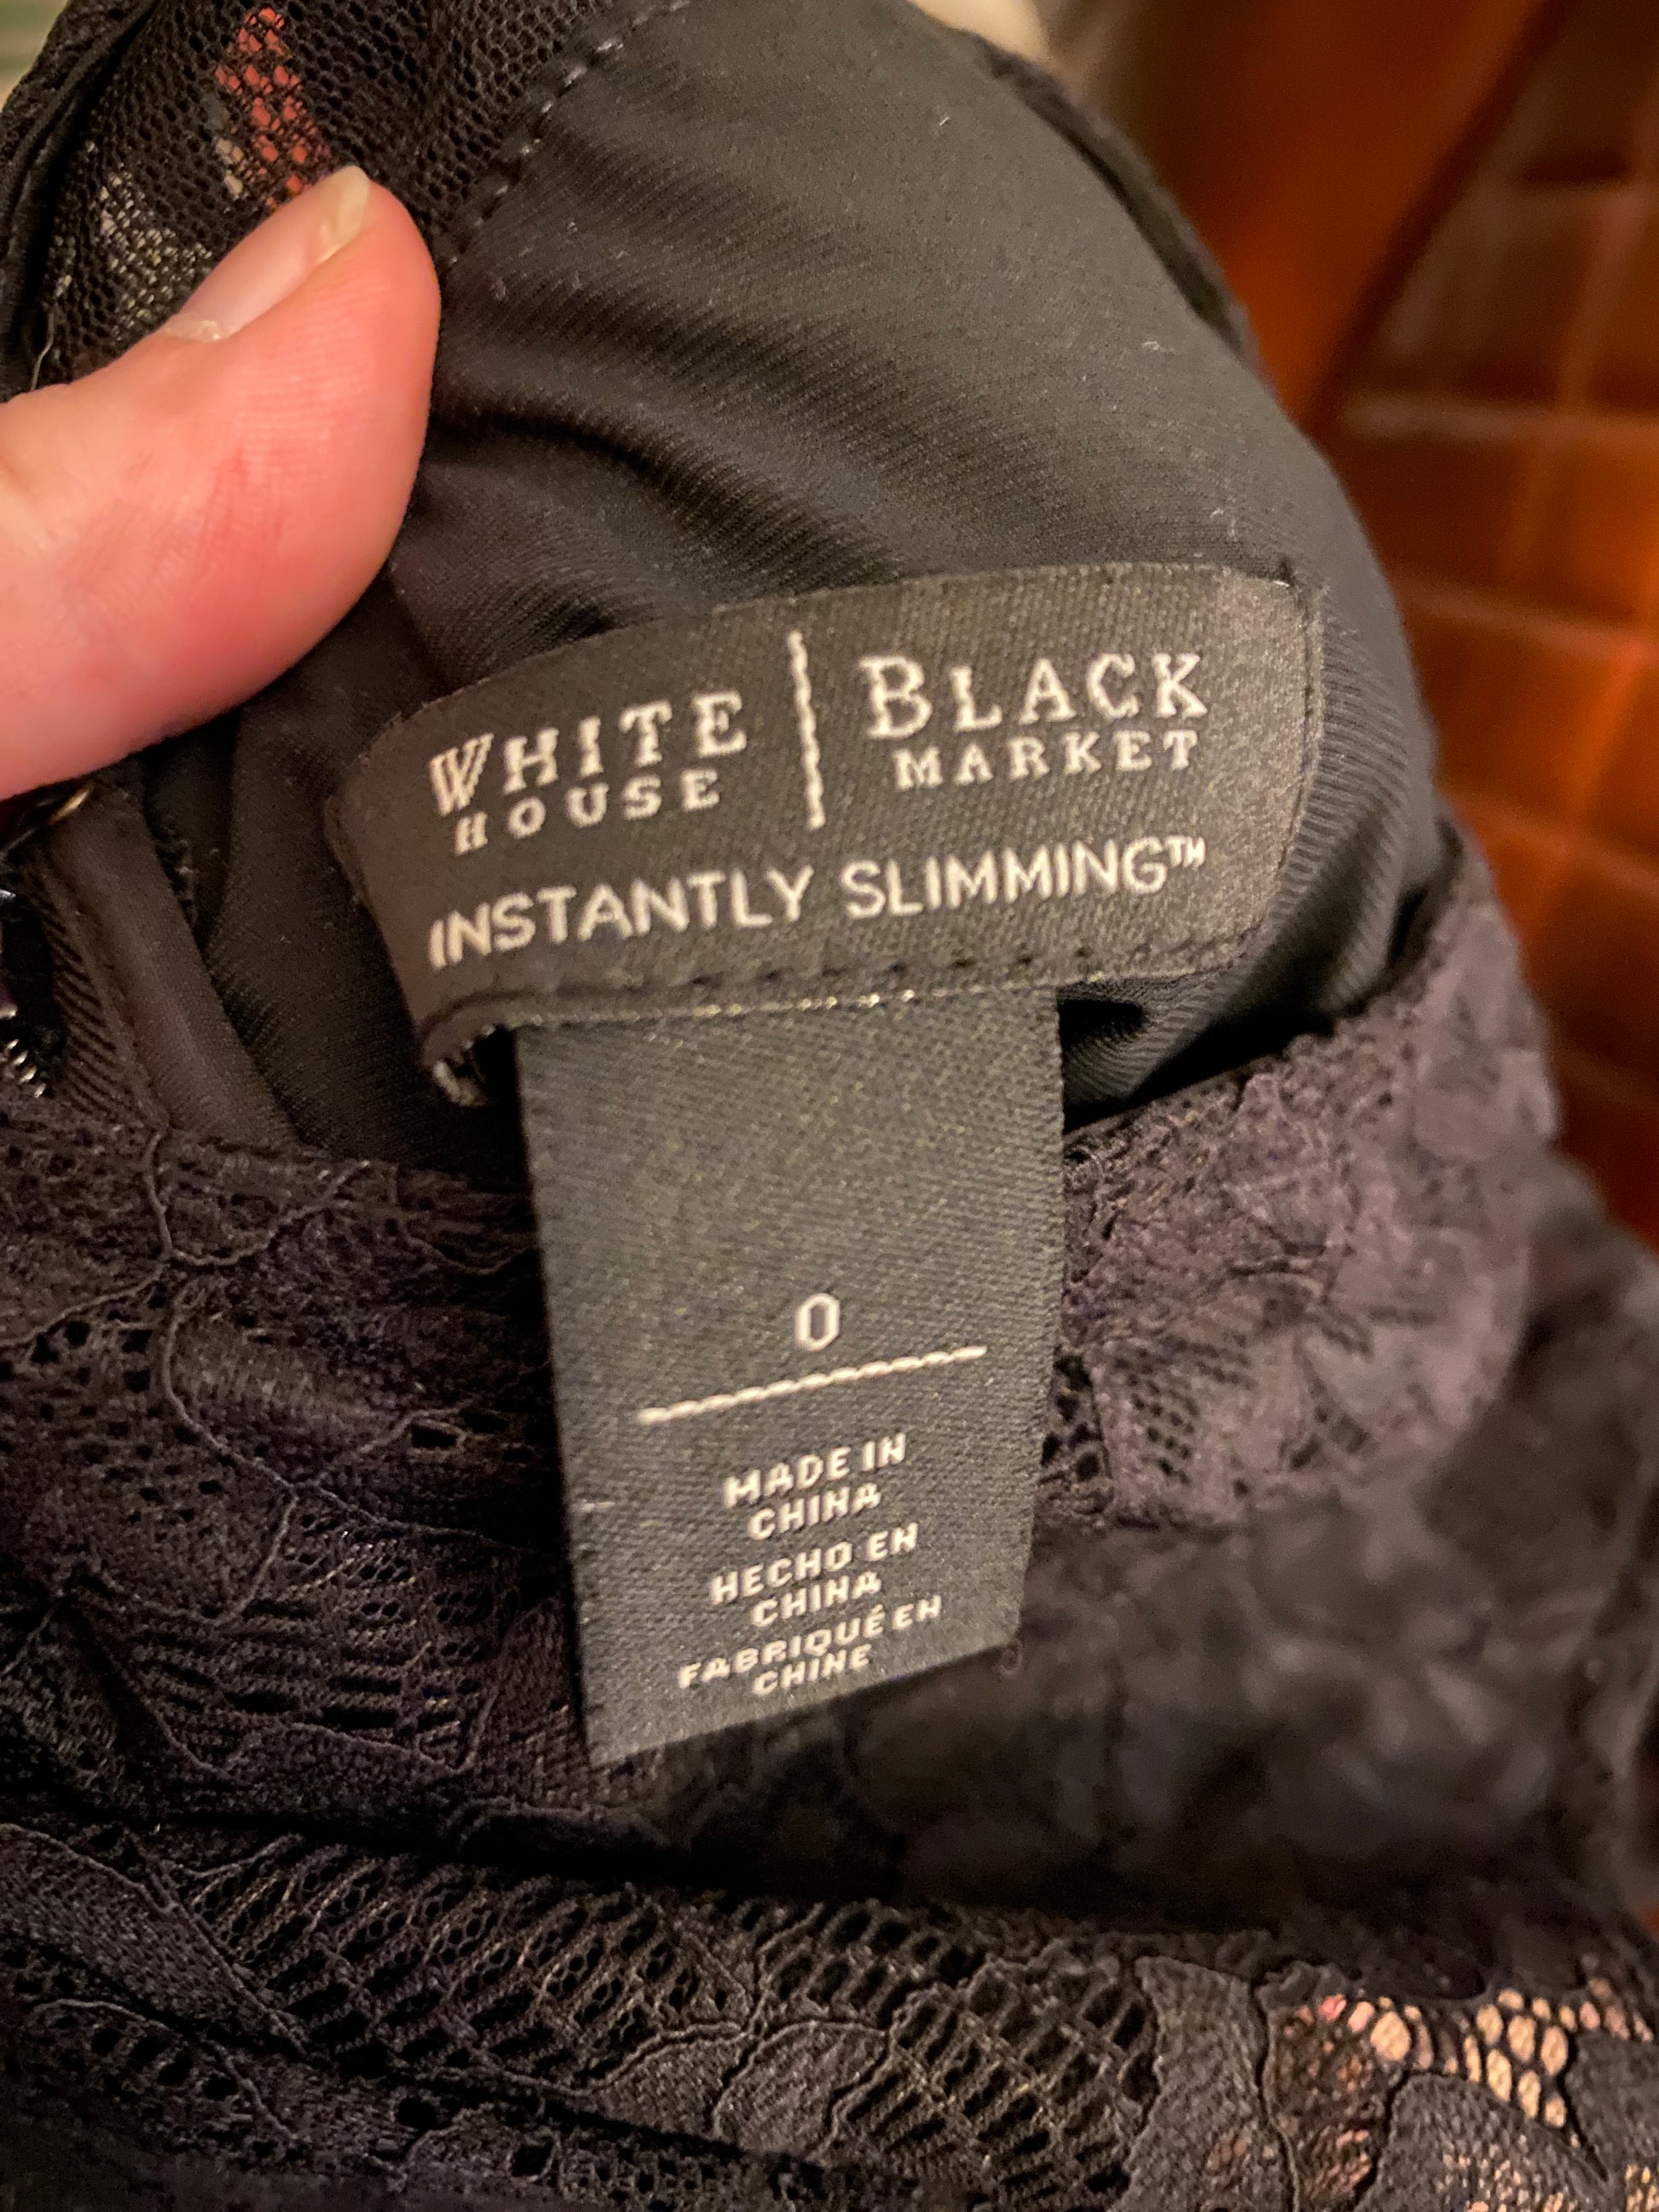 WHITE | BLACK
HOUSE MARKET
INSTANTLY SLIMMING™
0
MADE IN
CHINA
HECHO EN
CHINA
FABRIQUÉ EN
CHINE